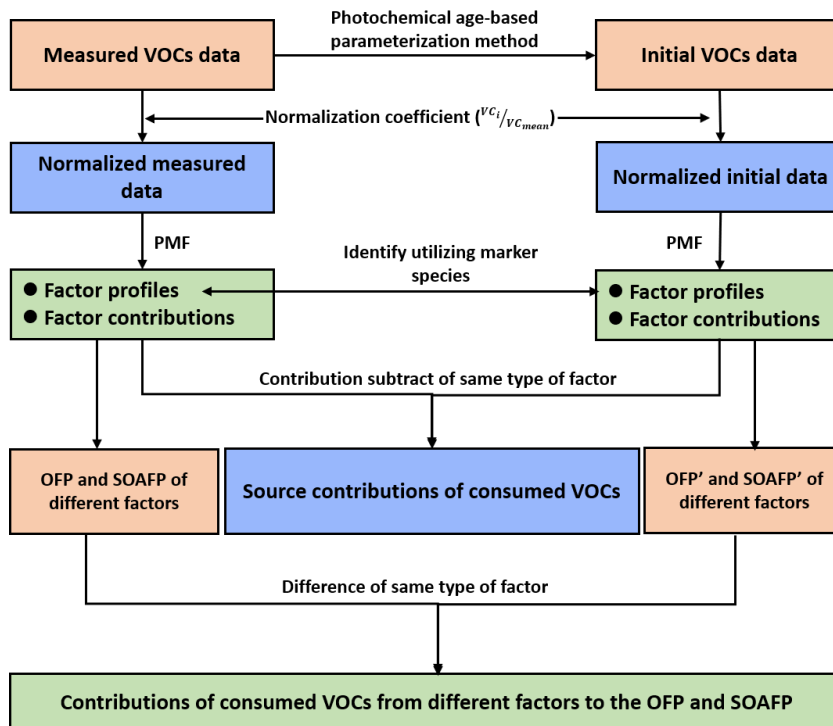 Photochemical age-based
parameterization method
Measured VOCs data
Initial VOCs data
Normalization coefficient (VC_i/VC_mean)
Normalized measured
data
Normalized initial data
PMF
PMF
Identify utilizing marker
species
● Factor profiles
● Factor contributions
● Factor profiles
● Factor contributions
Contribution subtract of same type of factor
OFP and SOAFP of
different factors
Source contributions of consumed VOCs
OFP’ and SOAFP’ of
different factors
Difference of same type of factor
Contributions of consumed VOCs from different factors to the OFP and SOAFP